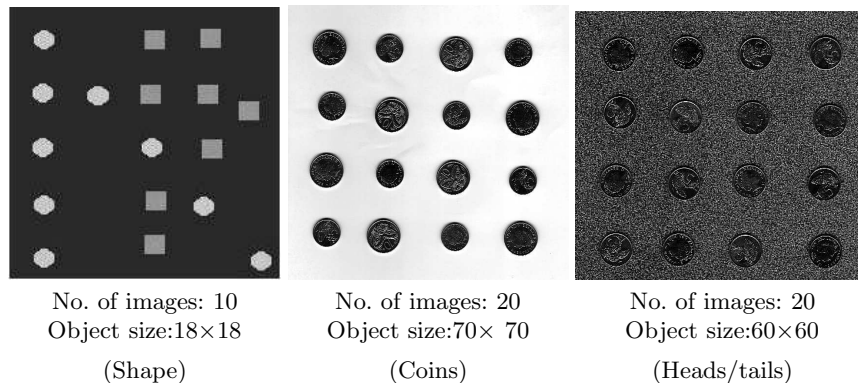 No. of images: 10
Object size:18×18
(Shape)
No. of images: 20
Object size:70× 70
(Coins)
No. of images: 20
Object size:60×60
(Heads/tails)